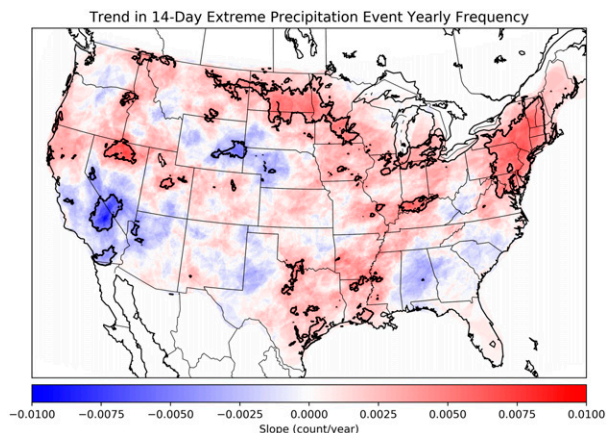 Trend in 14-Day Extreme Precipitation Event Yearly Frequency
−0.0100 −0.0075 −0.0050 −0.0025 0.0000 0.0025 0.0050 0.0075 0.0100
Slope (count/year)